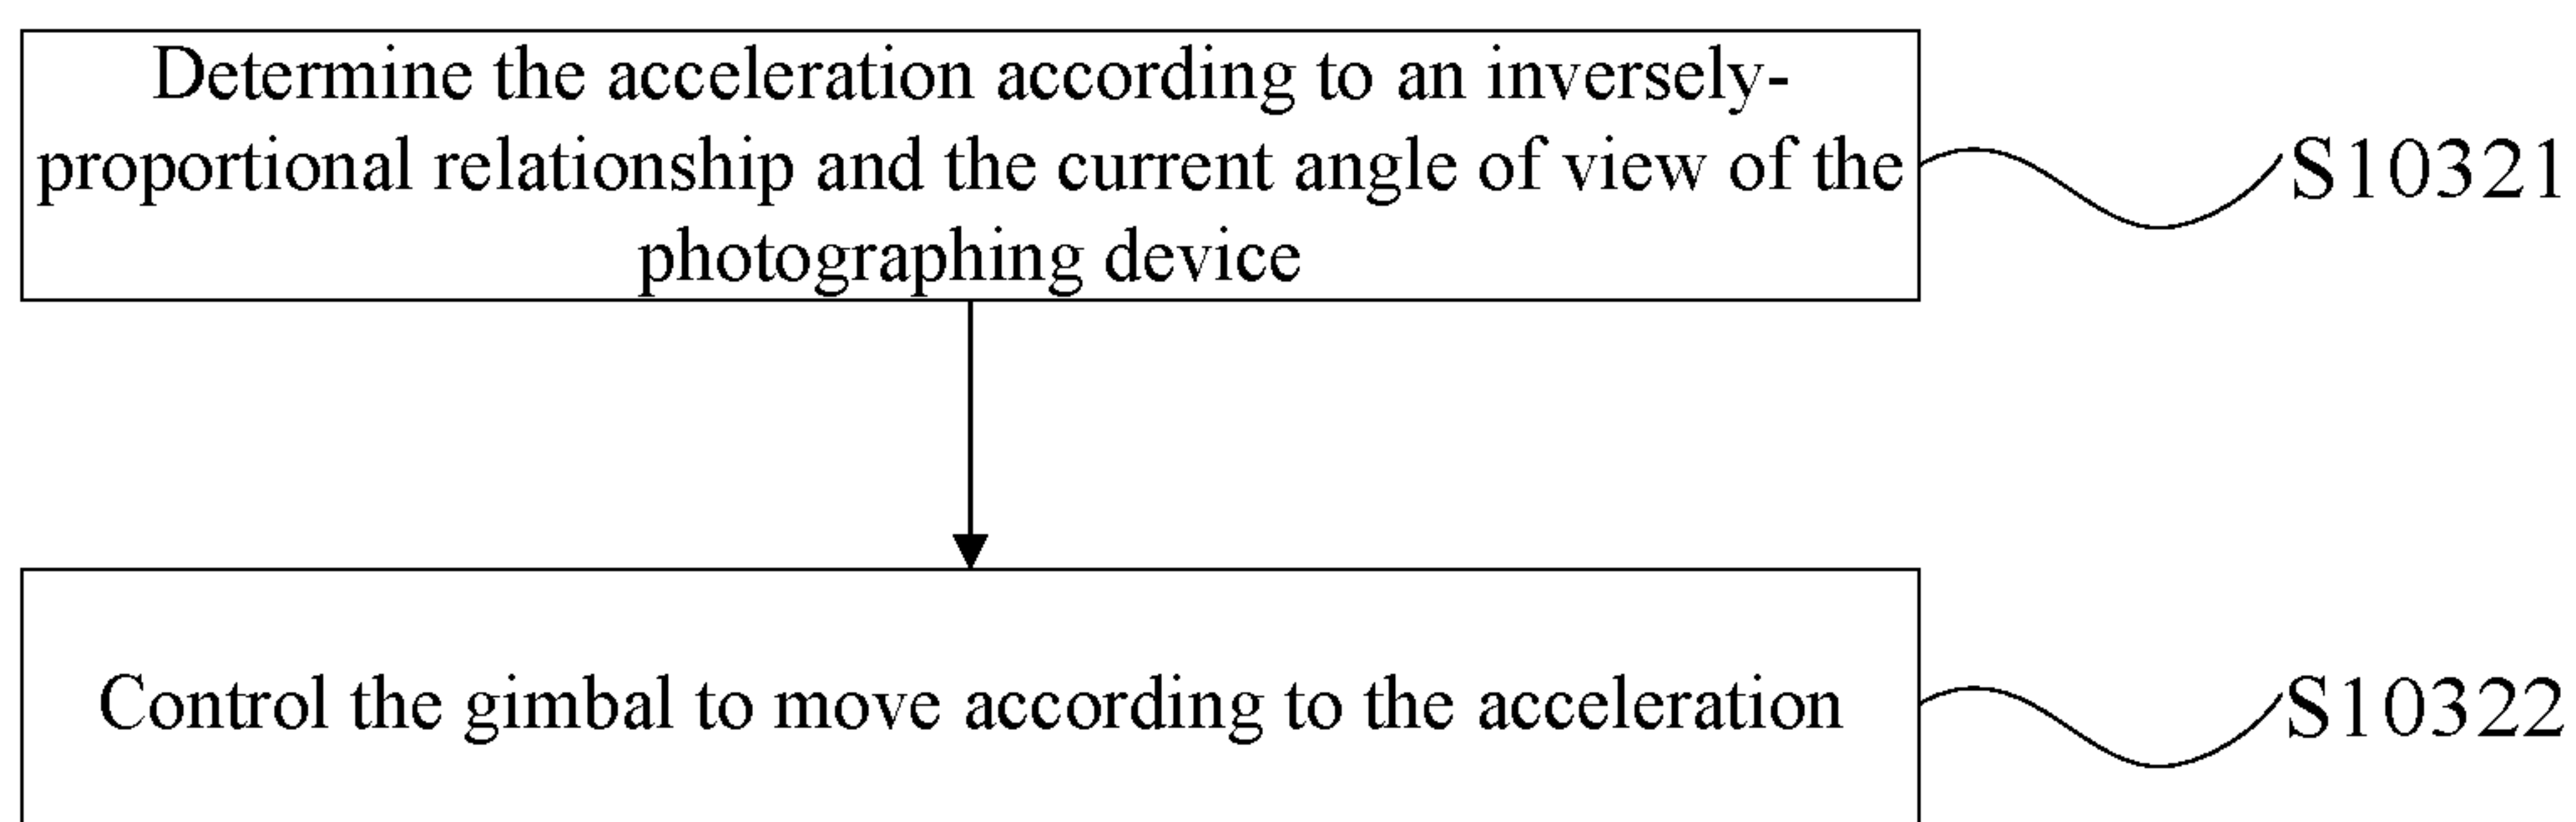 Determine the acceleration according to an inversely-
proportional relationship and the current angle of view of the
photographing device
S10321
Control the gimbal to move according to the acceleration
S10322